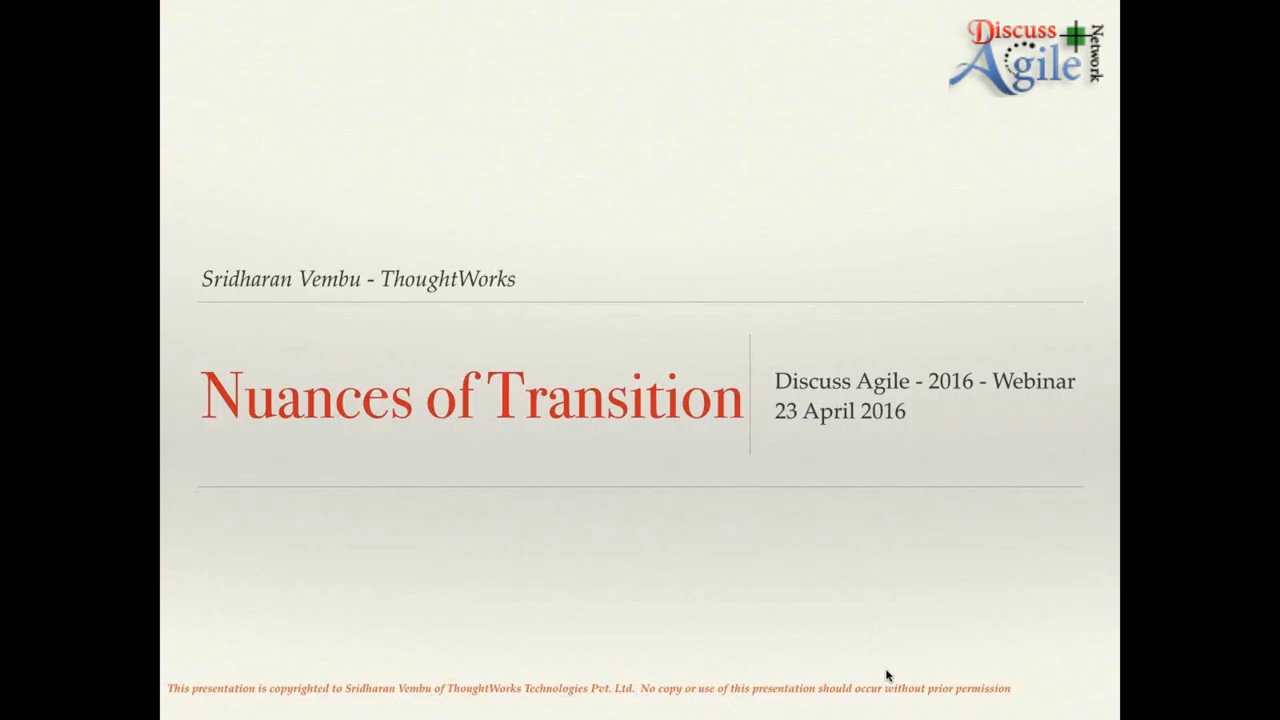 Discuss
Agile
Network
Sridharan Vembu - ThoughtWorks
Nuances of Transition
Discuss Agile - 2016 - Webinar
23 April 2016
This presentation is copyrighted to Sridharan Vembu of ThoughtWorks Technologies Pvt. Ltd. No copy or use of this presentation should occur without prior permission